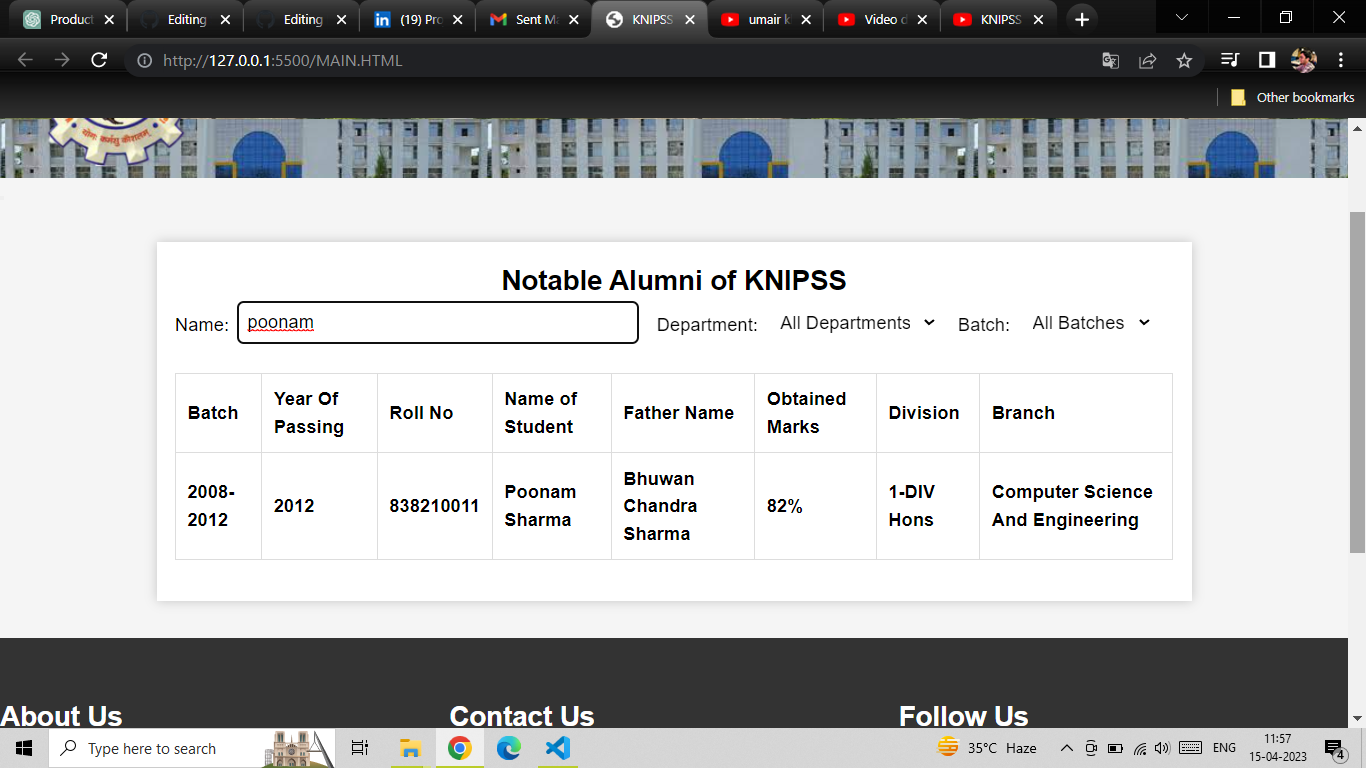 Product
Editing
Editing
(19) Pro
Sent Ma
KNIPSS
umair k
Video d
KNIPSS
http://127.0.0.1:5500/MAIN.HTML
Other bookmarks
योगः कर्मसु कौशलम्
Notable Alumni of KNIPSS
Name: poonam Department: All Departments Batch: All Batches
Batch
Year Of
Passing
Roll No
Name of
Student
Father Name
Obtained
Marks
Division
Branch
2008-
2012
2012
838210011
Poonam
Sharma
Bhuwan
Chandra
Sharma
82%
1-DIV
Hons
Computer Science
And Engineering
About Us
Contact Us
Follow Us
Type here to search
35°C Haze
ENG
11:57
15-04-2023
4